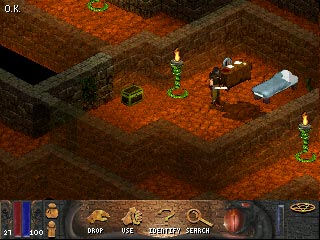 O.K.
27 100
DROP USE IDENTIFY SEARCH